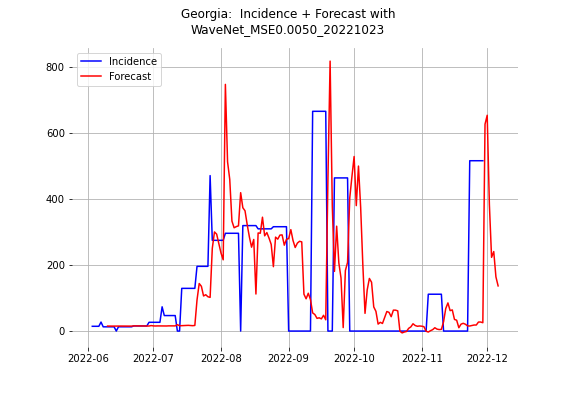 Georgia:  Incidence + Forecast with
WaveNet_MSE0.0050_20221023
Incidence
Forecast
800
600
400
200
0
2022-06 2022-07 2022-08 2022-09 2022-10 2022-11 2022-12